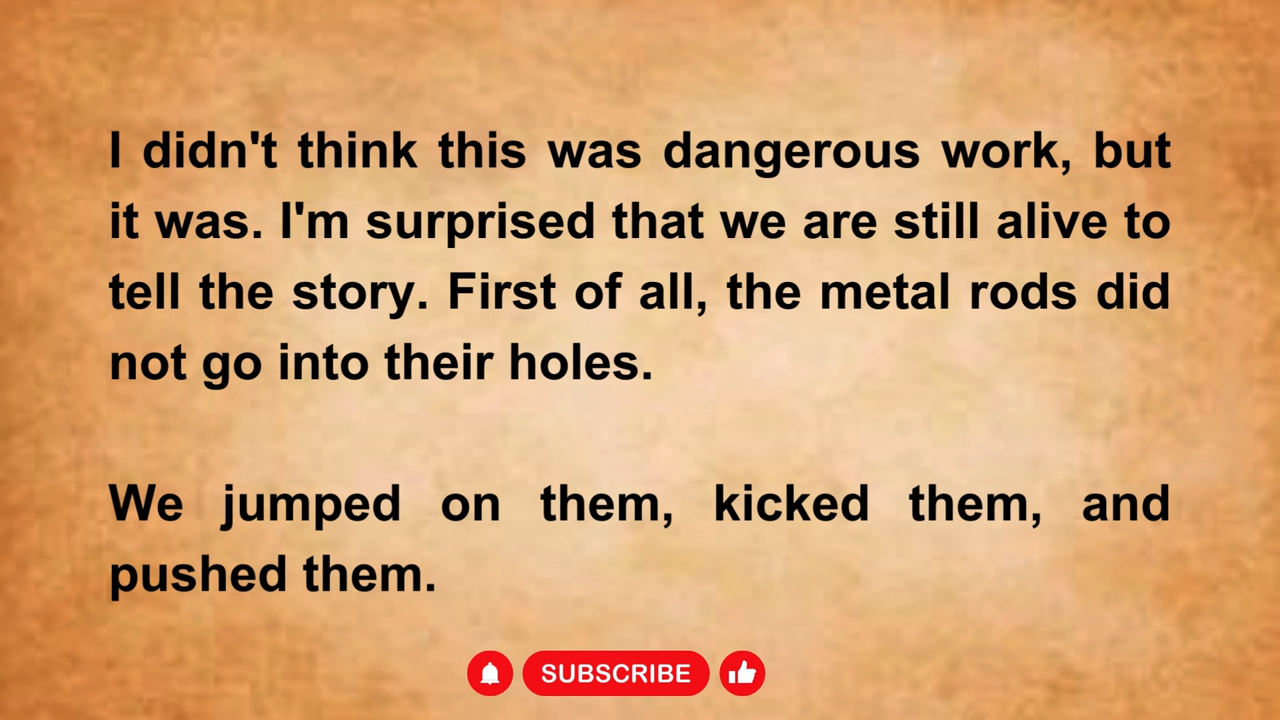 I didn't think this was dangerous work, but
it was. I'm surprised that we are still alive to
tell the story. First of all, the metal rods did
not go into their holes.
We jumped on them, kicked them, and
pushed them.
SUBSCRIBE